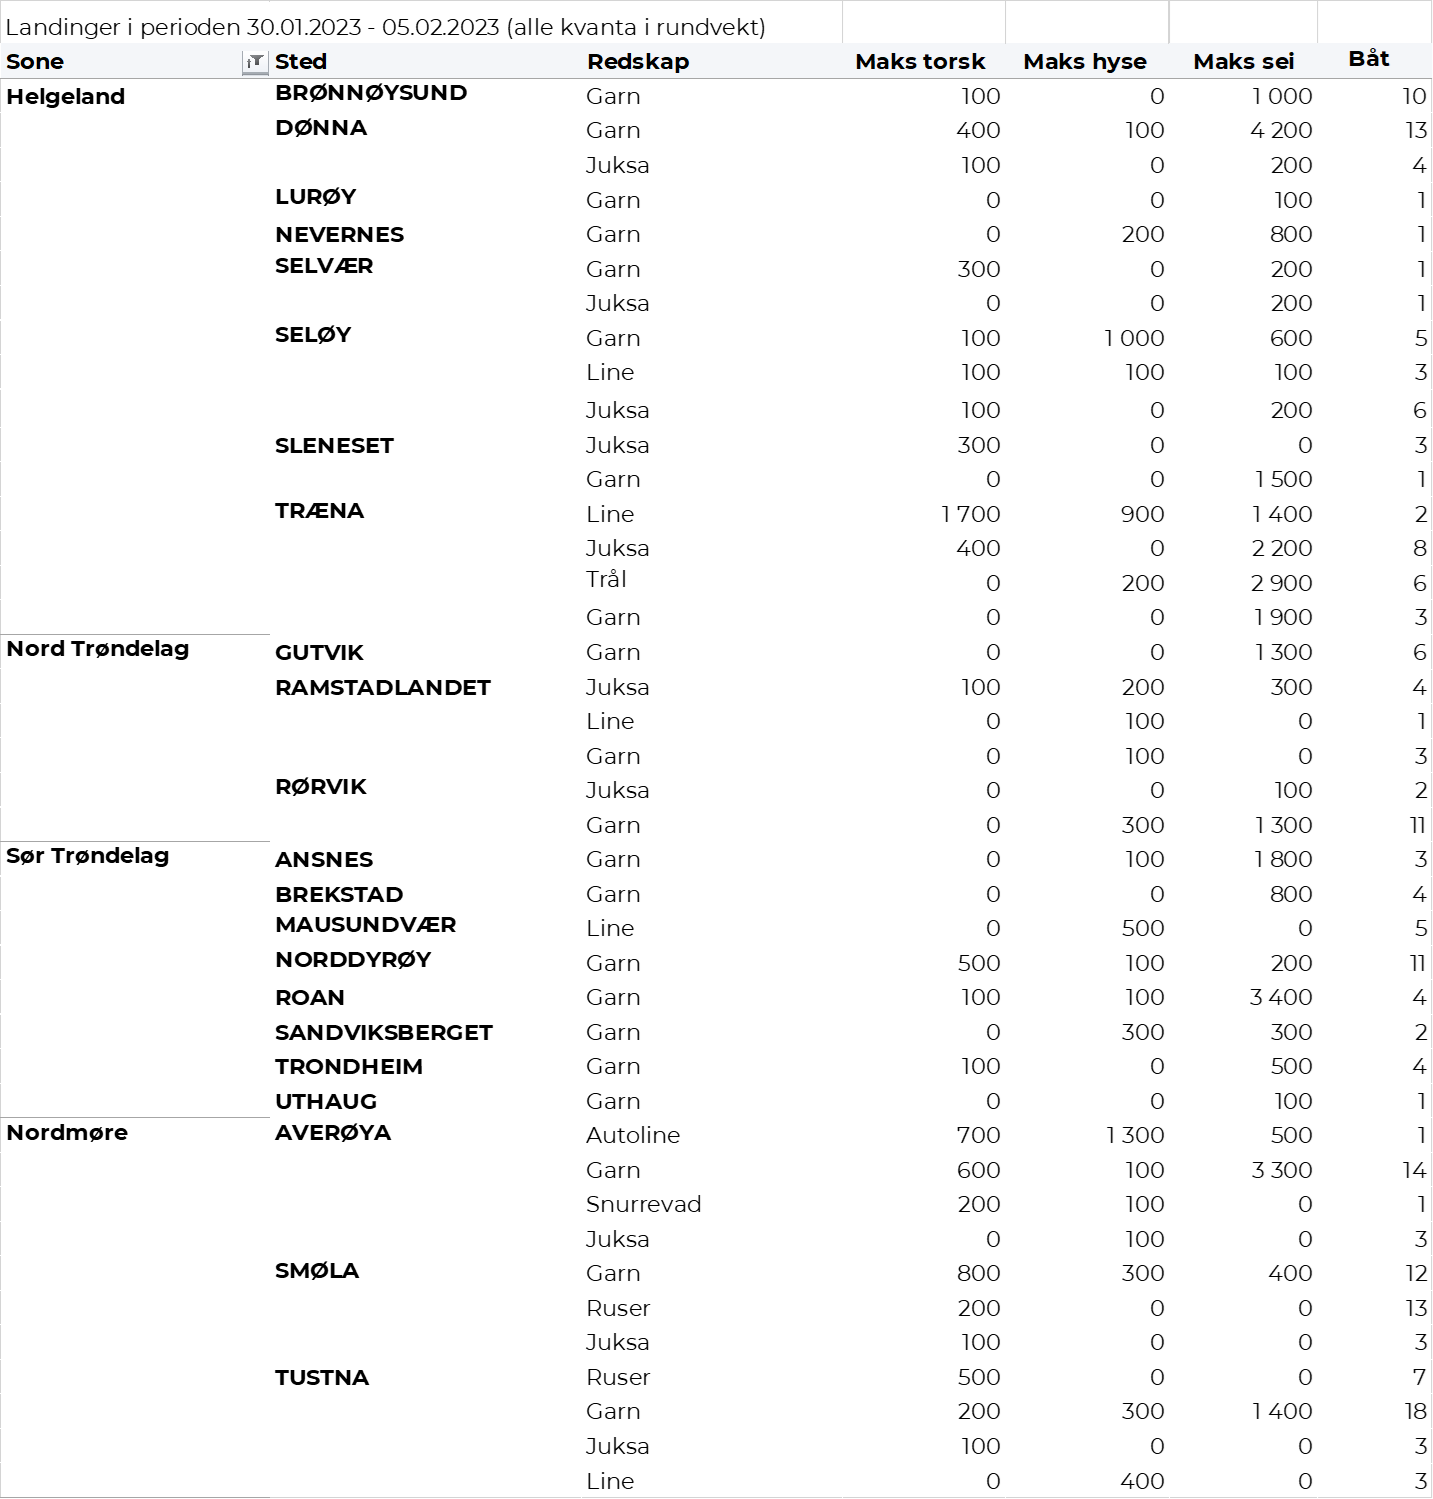 Landinger i perioden 30.01.2023 - 05.02.2023 (alle kvanta i rundvekt)
Sone Sted Redskap Maks torsk Maks hyse Maks sei Båt
Helgeland BRØNNØYSUND Garn 100 0 1 000 10
DØNNA Garn 400 100 4 200 13
Juksa 100 0 200 4
LURØY Garn 0 0 100 1
NEVERNES Garn 0 200 800 1
SELVÆR Garn 300 0 200 1
Juksa 0 0 200 1
SELØY Garn 100 1 000 600 5
Line 100 100 100 3
Juksa 100 0 200 6
SLENESET Juksa 300 0 0 3
Garn 0 0 1 500 1
TRÆNA Line 1 700 900 1 400 2
Juksa 400 0 2 200 8
Trål 0 200 2 900 6
Garn 0 0 1 900 3
Nord Trøndelag GUTVIK Garn 0 0 1 300 6
RAMSTADLANDET Juksa 100 200 300 4
Line 0 100 0 1
Garn 0 100 0 3
RØRVIK Juksa 0 0 100 2
Garn 0 300 1 300 11
Sør Trøndelag ANSNES Garn 0 100 1 800 3
BREKSTAD Garn 0 0 800 4
MAUSUNDVÆR Line 0 500 0 5
NORDDYRØY Garn 500 100 200 11
ROAN Garn 100 100 3 400 4
SANDVIKSBERGET Garn 0 300 300 2
TRONDHEIM Garn 100 0 500 4
UTHAUG Garn 0 0 100 1
Nordmøre AVERØYA Autoline 700 1 300 500 1
Garn 600 100 3 300 14
Snurrevad 200 100 0 1
Juksa 0 100 0 3
SMØLA Garn 800 300 400 12
Ruser 200 0 0 13
Juksa 100 0 0 3
TUSTNA Ruser 500 0 0 7
Garn 200 300 1 400 18
Juksa 100 0 0 3
Line 0 400 0 3